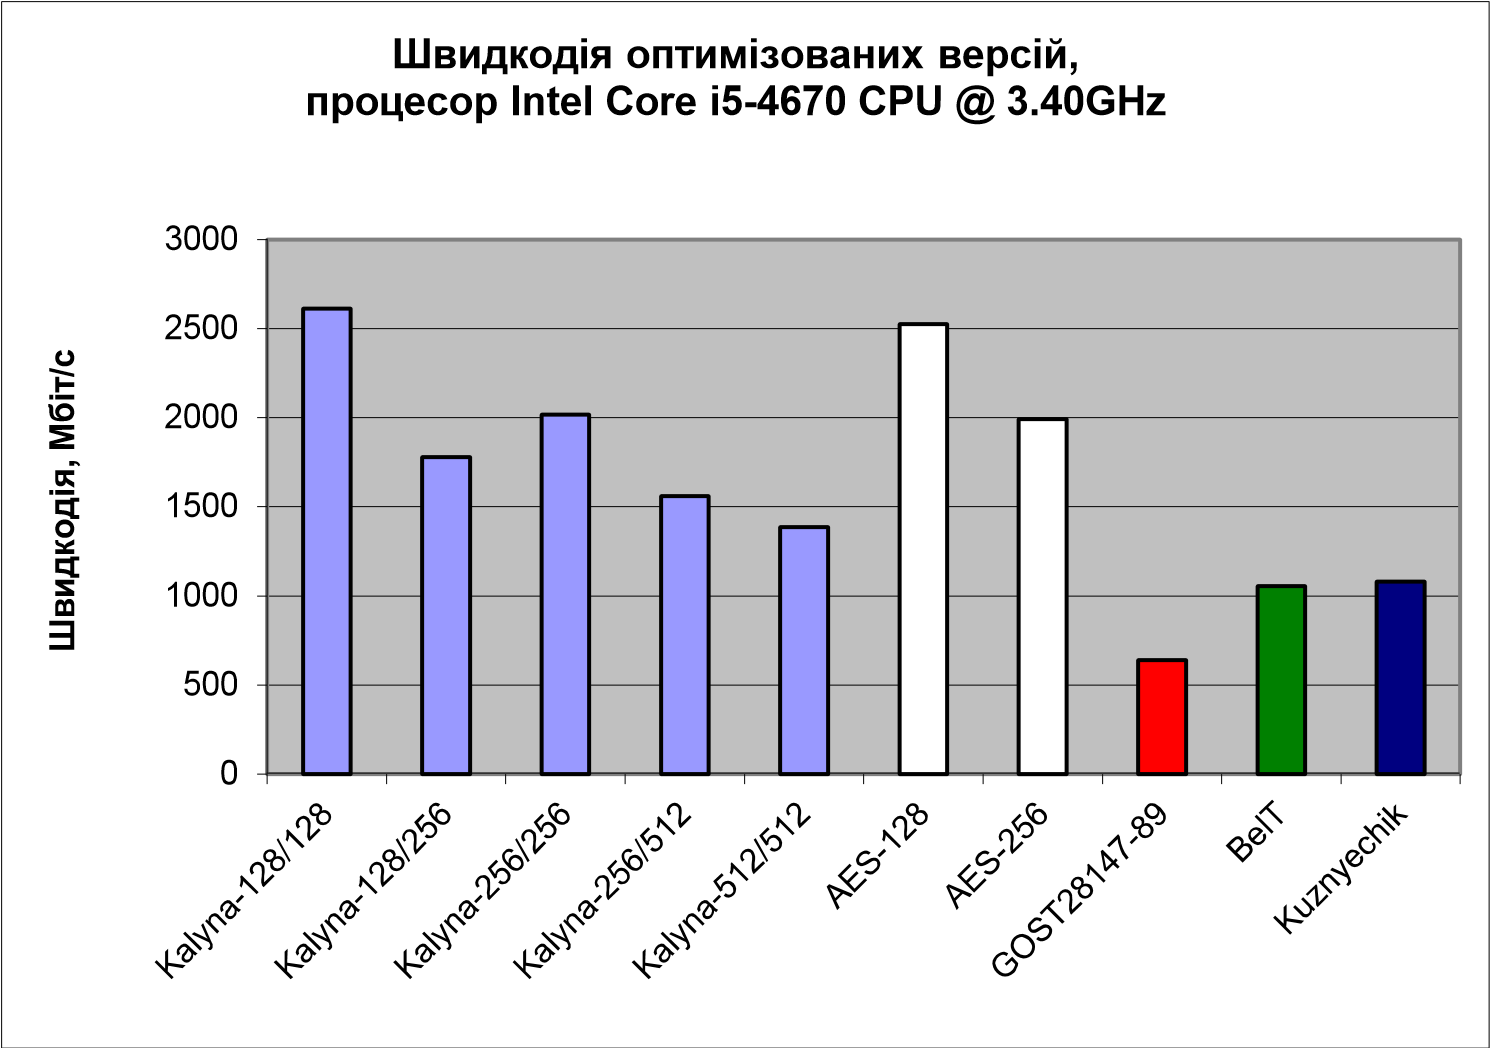 Швидкодія оптимізованих версій,
процесор Intel Core i5-4670 CPU @ 3.40GHz
Швидкодія, Мбіт/с
3000
2500
2000
1500
1000
500
0
Kalyna-128/128
Kalyna-128/256
Kalyna-256/256
Kalyna-256/512
Kalyna-512/512
AES-128
AES-256
GOST28147-89
BelT
Kuznyechik